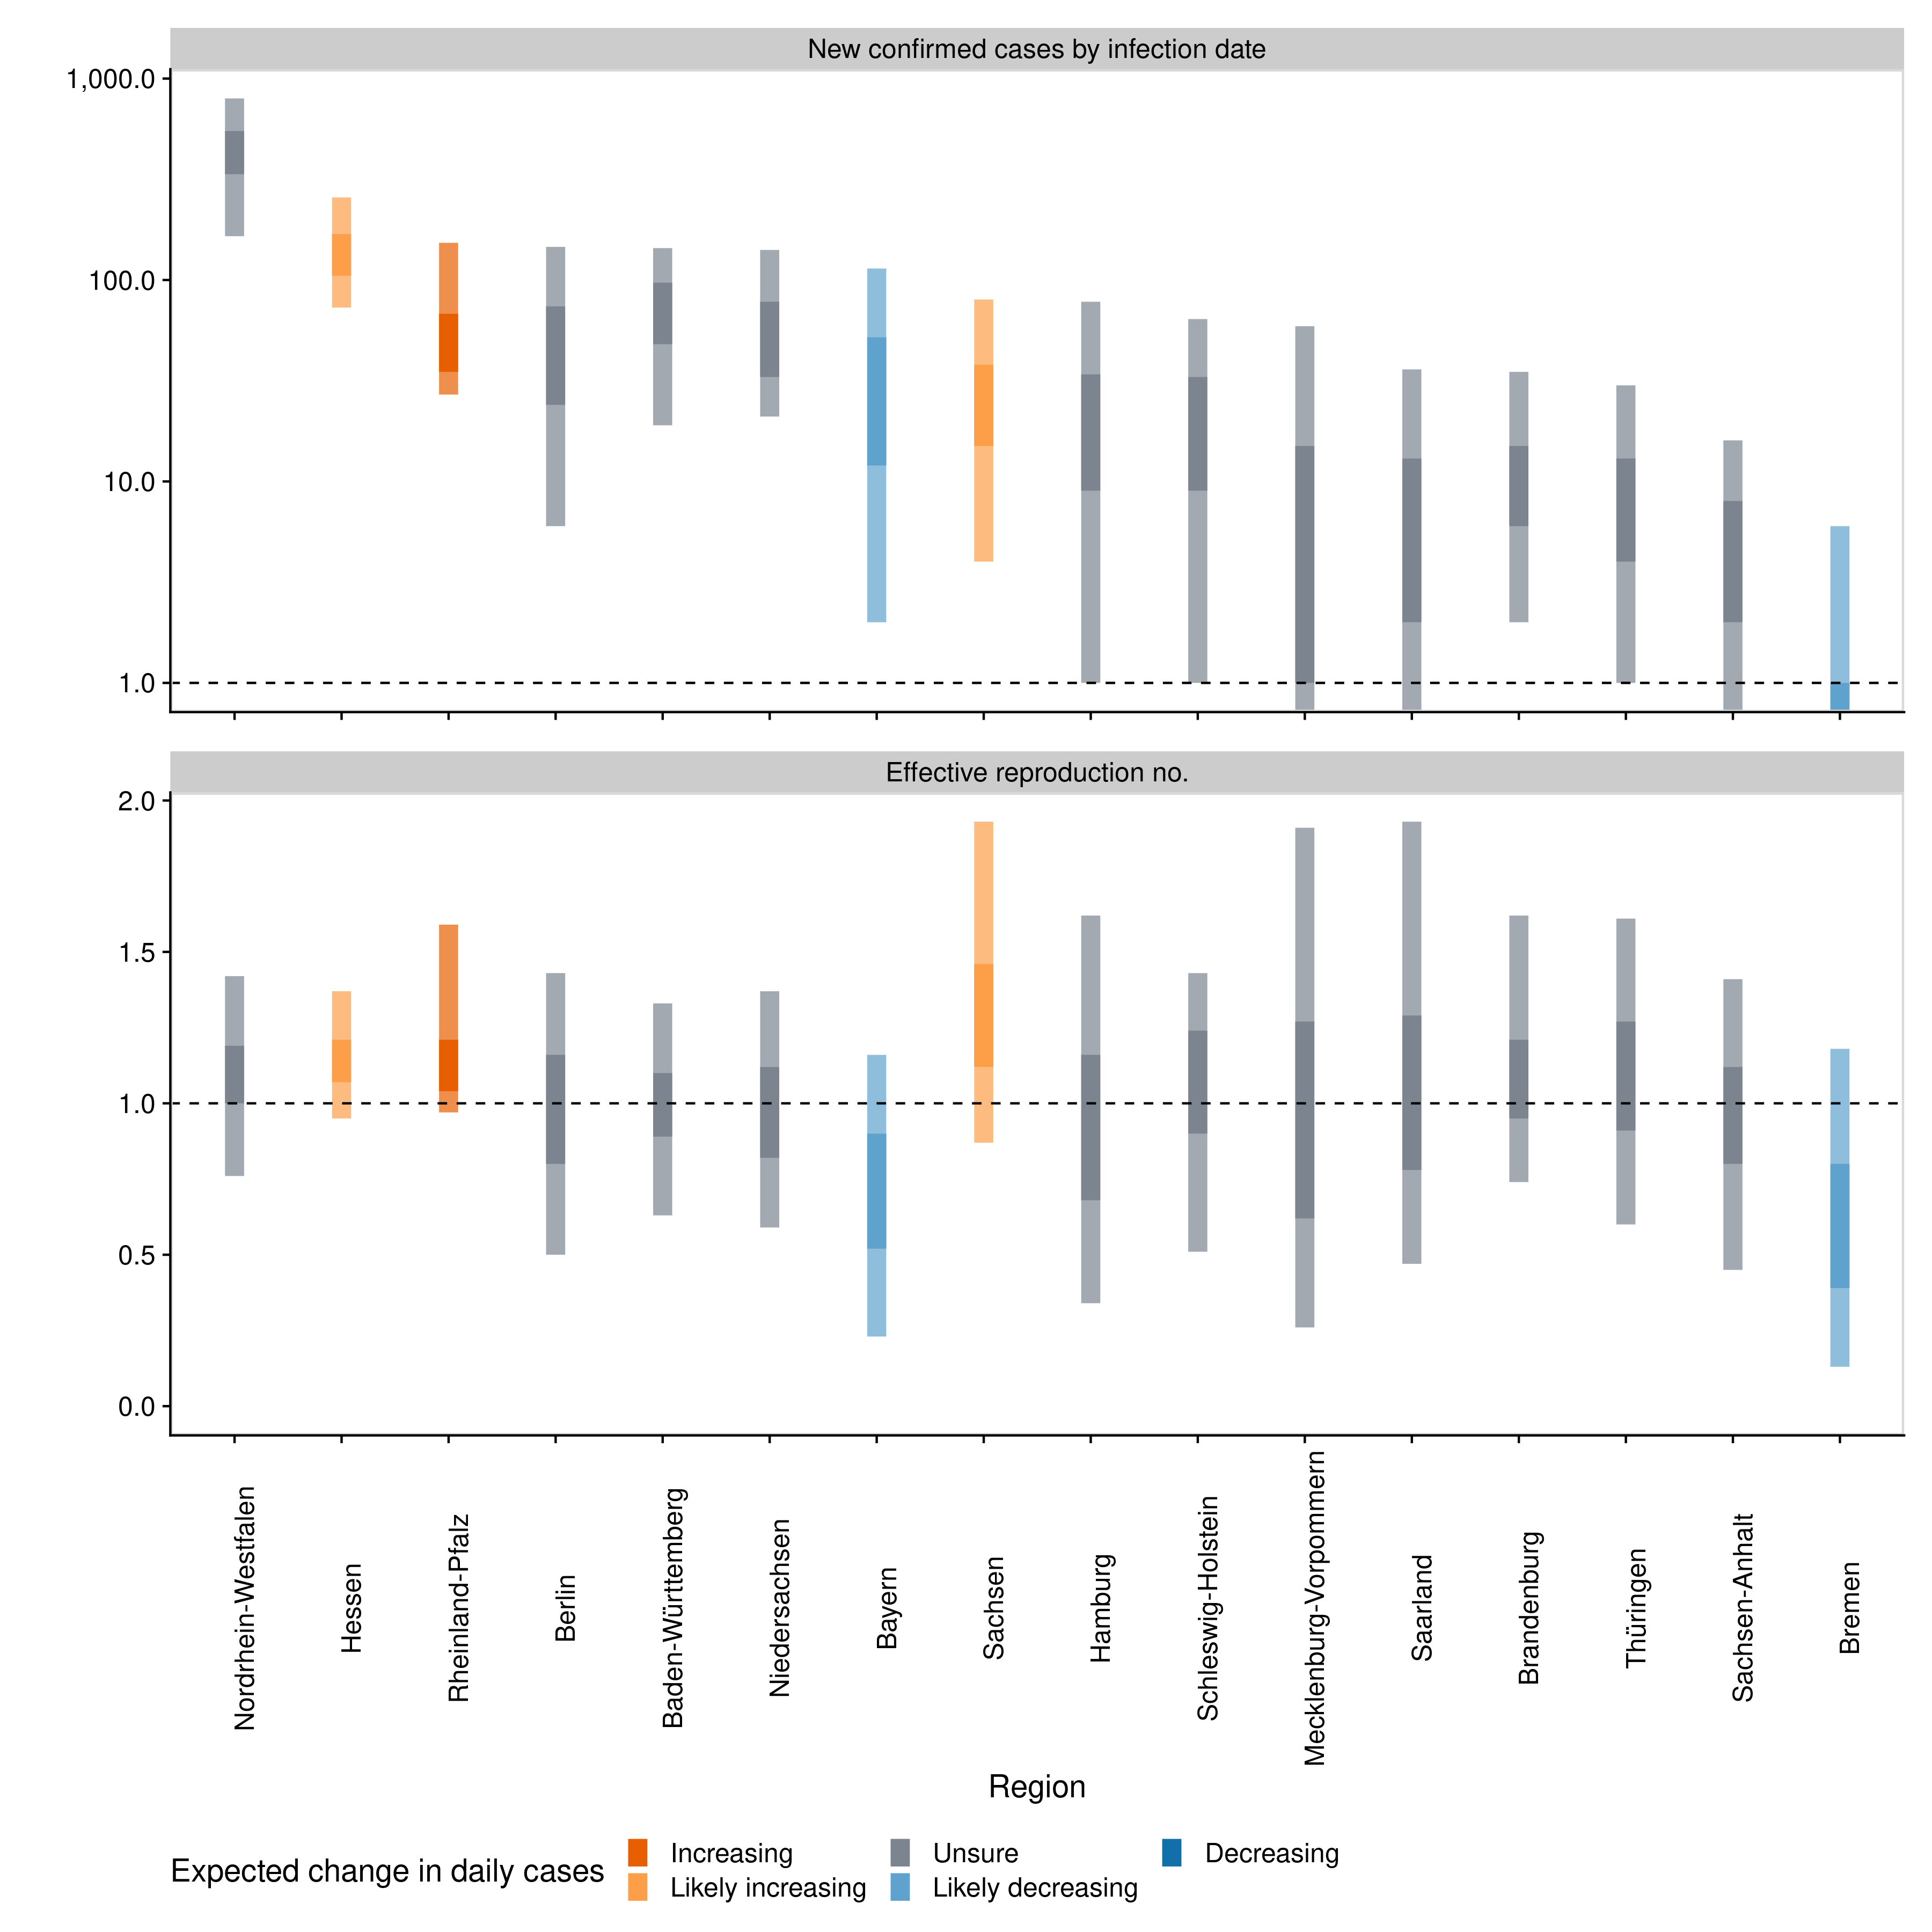 New confirmed cases by infection date
1,000.0
100.0
10.0
1.0
Effective reproduction no.
2.0
1.5
1.0
0.5
0.0
Nordrhein-Westfalen
Hessen
Rheinland-Pfalz
Berlin
Baden-Württemberg
Niedersachsen
Bayern
Sachsen
Hamburg
Schleswig-Holstein
Mecklenburg-Vorpommern
Saarland
Brandenburg
Thüringen
Sachsen-Anhalt
Bremen
Region
Expected change in daily cases
Increasing
Likely increasing
Unsure
Likely decreasing
Decreasing